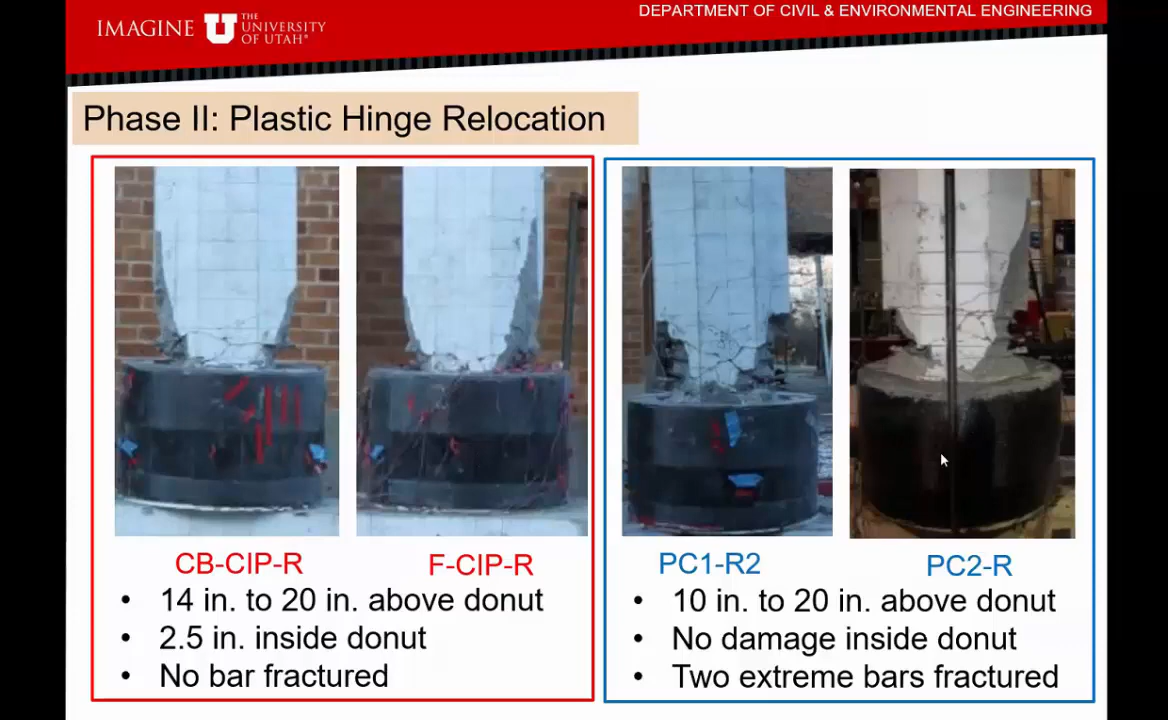 IMAGINE U THE UNIVERSITY OF UTAH®
DEPARTMENT OF CIVIL & ENVIRONMENTAL ENGINEERING
Phase II: Plastic Hinge Relocation
CB-CIP-R
F-CIP-R
• 14 in. to 20 in. above donut
• 2.5 in. inside donut
• No bar fractured
PC1-R2
PC2-R
• 10 in. to 20 in. above donut
• No damage inside donut
• Two extreme bars fractured